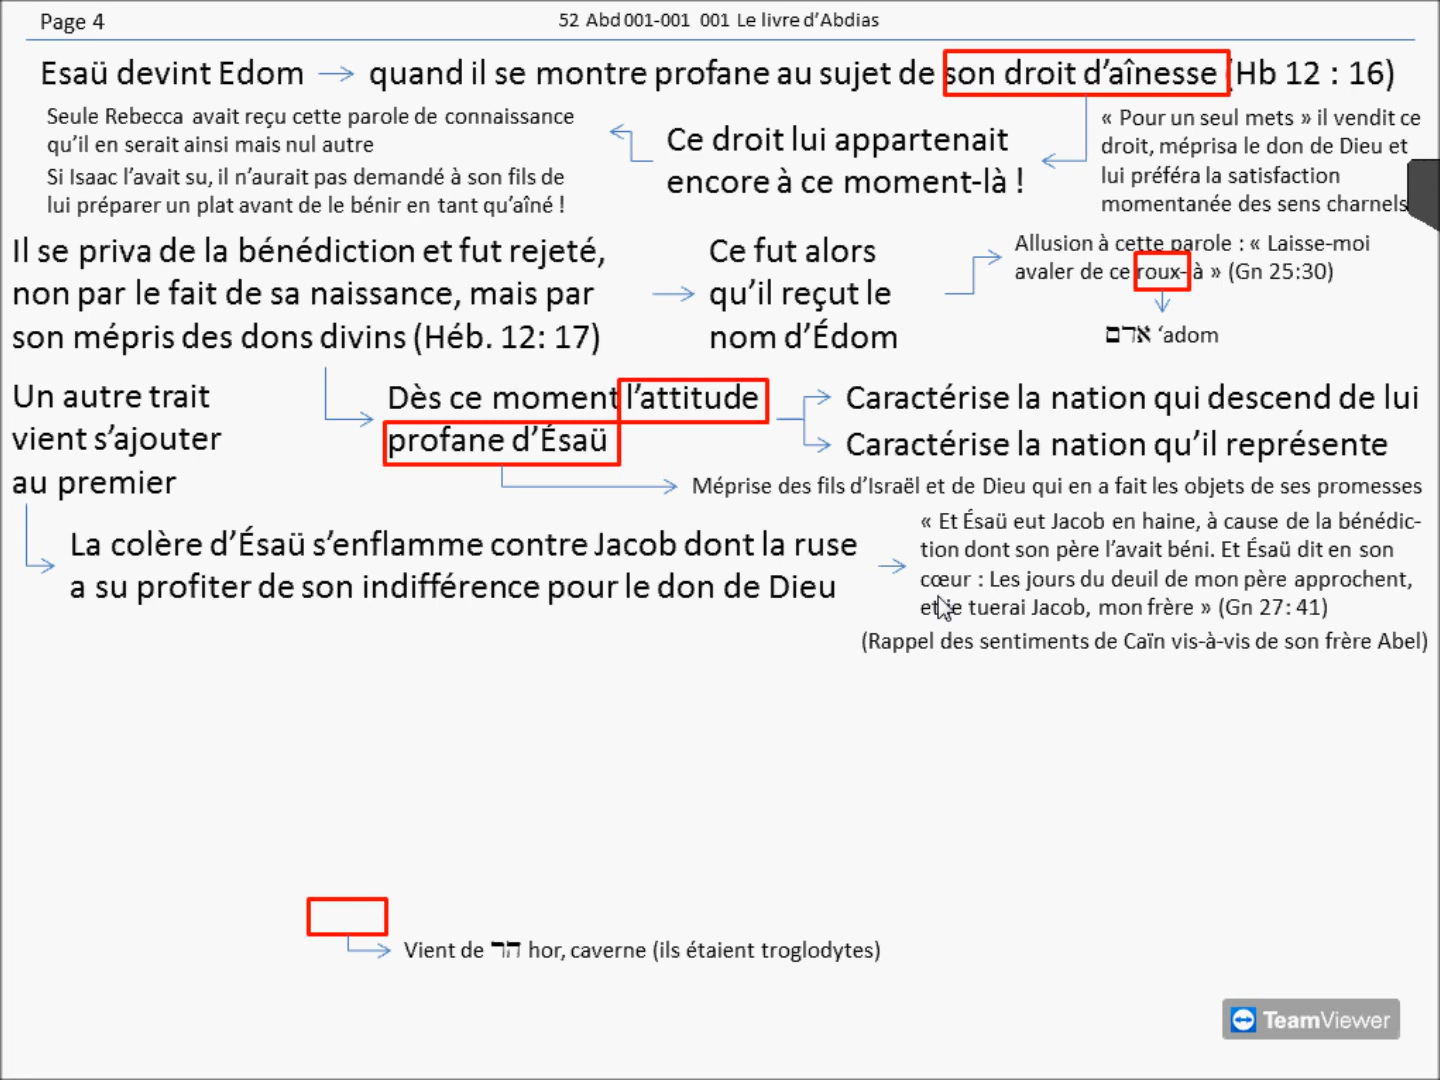 Page 4
52 Abd 001-001 001 Le livre d’Abdias
Esaü devint Edom
quand il se montre profane au sujet de son droit d’aînesse (Hb 12 : 16)
Seule Rebecca avait reçu cette parole de connaissance
qu’il en serait ainsi mais nul autre
Si Isaac l’avait su, il n’aurait pas demandé à son fils de
lui préparer un plat avant de le bénir en tant qu’aîné !
Ce droit lui appartenait
encore à ce moment-là !
« Pour un seul mets » il vendit ce
droit, méprisa le don de Dieu et
lui préféra la satisfaction
momentanée des sens charnels
Il se priva de la bénédiction et fut rejeté,
non par le fait de sa naissance, mais par
son mépris des dons divins (Héb. 12: 17)
Ce fut alors
qu’il reçut le
nom d’Édom
Allusion à cette parole : « Laisse-moi
avaler de ce roux-à » (Gn 25:30)
אדם ‘adom
Un autre trait
vient s’ajouter
au premier
Dès ce moment l’attitude
profane d’Ésaü
Caractérise la nation qui descend de lui
Caractérise la nation qu’il représente
Méprise des fils d’Israël et de Dieu qui en a fait les objets de ses promesses
La colère d’Ésaü s’enflamme contre Jacob dont la ruse
a su profiter de son indifférence pour le don de Dieu
« Et Ésaü eut Jacob en haine, à cause de la bénédic-
tion dont son père l’avait béni. Et Ésaü dit en son
cœur : Les jours du deuil de mon père approchent,
et je tuerai Jacob, mon frère » (Gn 27: 41)
(Rappel des sentiments de Caïn vis-à-vis de son frère Abel)
Vient de הר hor, caverne (ils étaient troglodytes)
TeamViewer